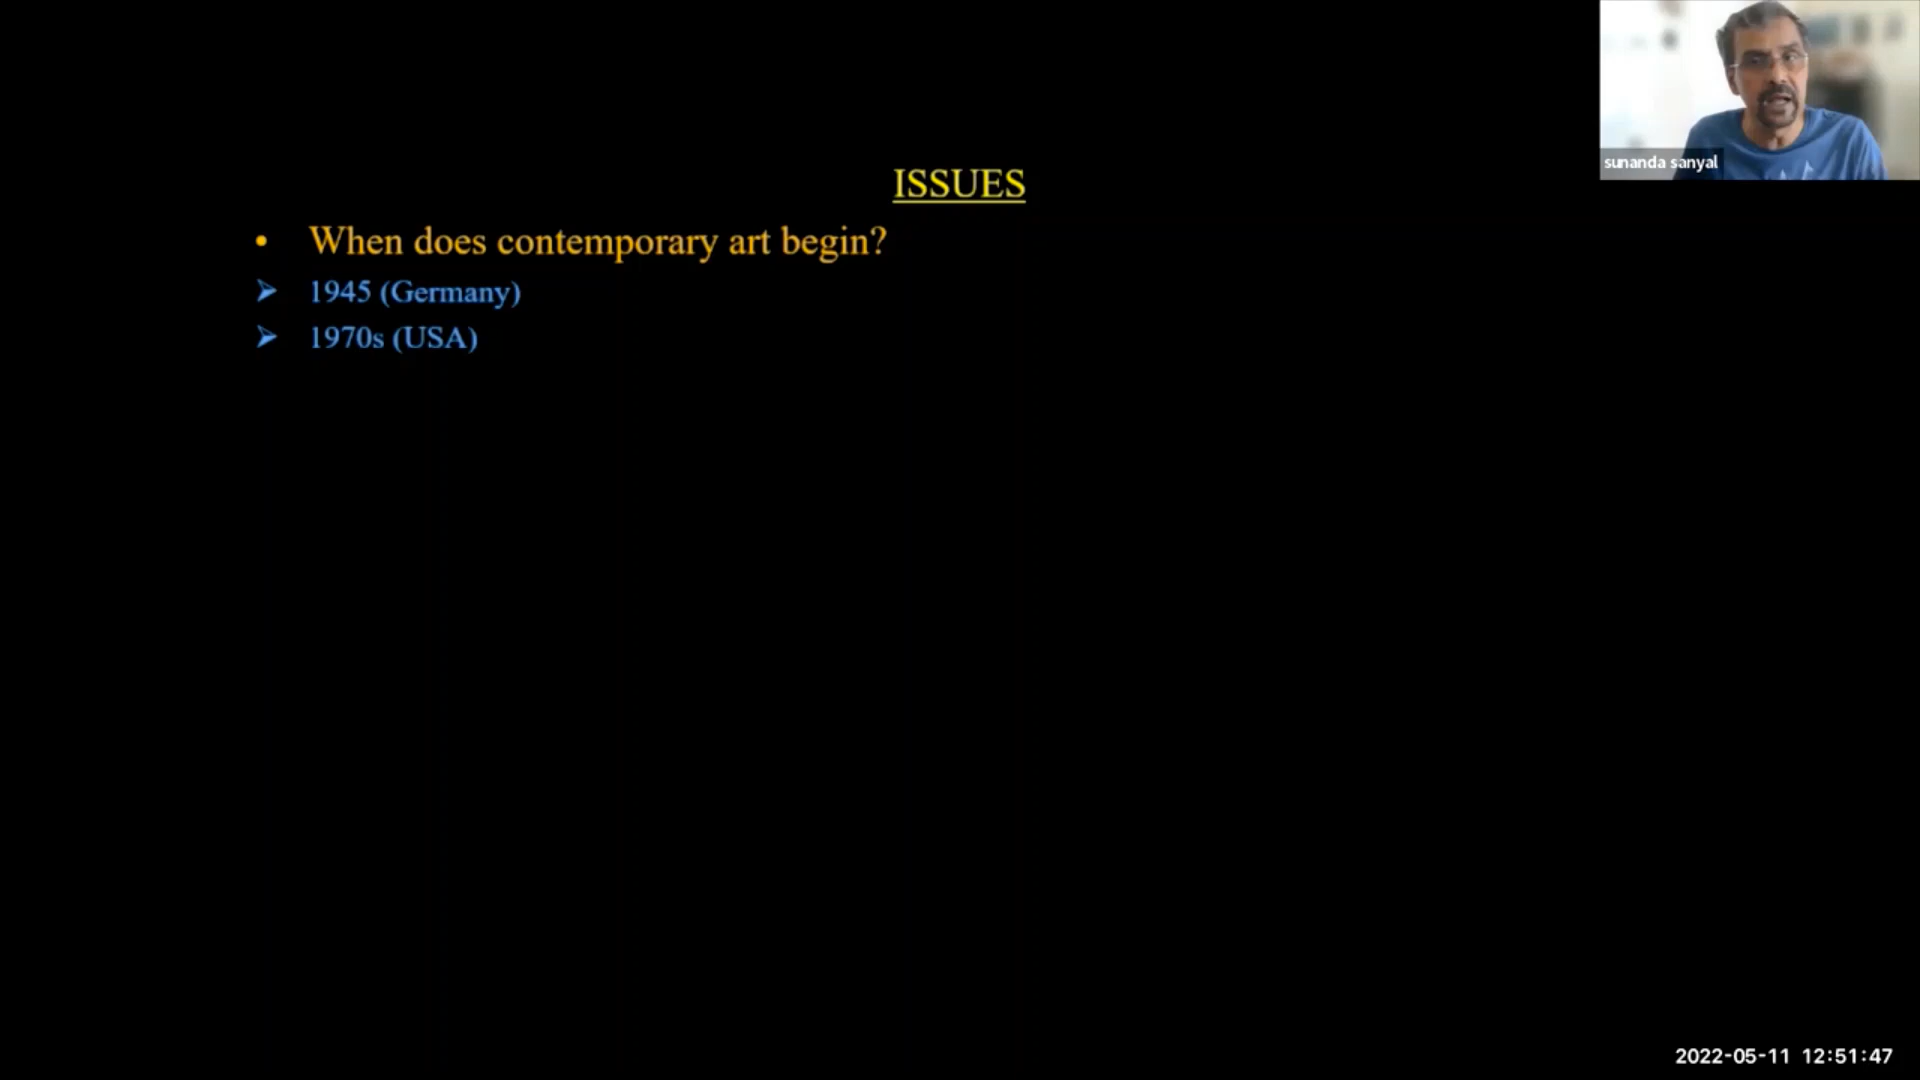 sunanda sanyal
ISSUES
• When does contemporary art begin?
➢ 1945 (Germany)
➢ 1970s (USA)
2022-05-11 12:51:47